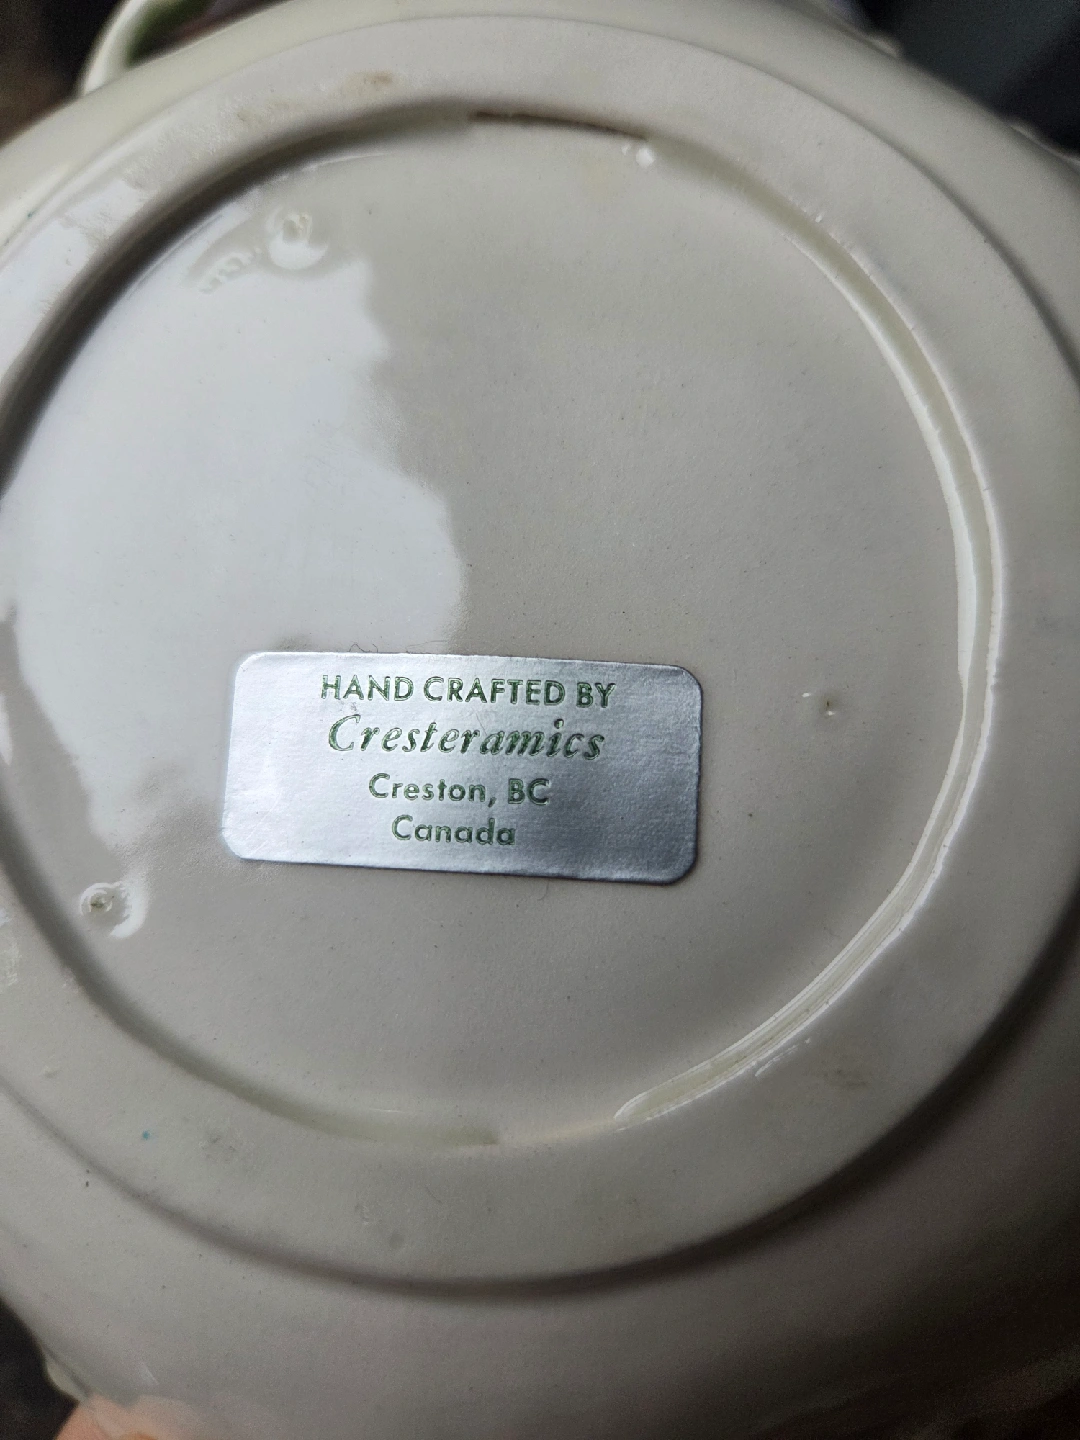 HAND CRAFTED BY
Cresteramics
Creston, BC
Canada